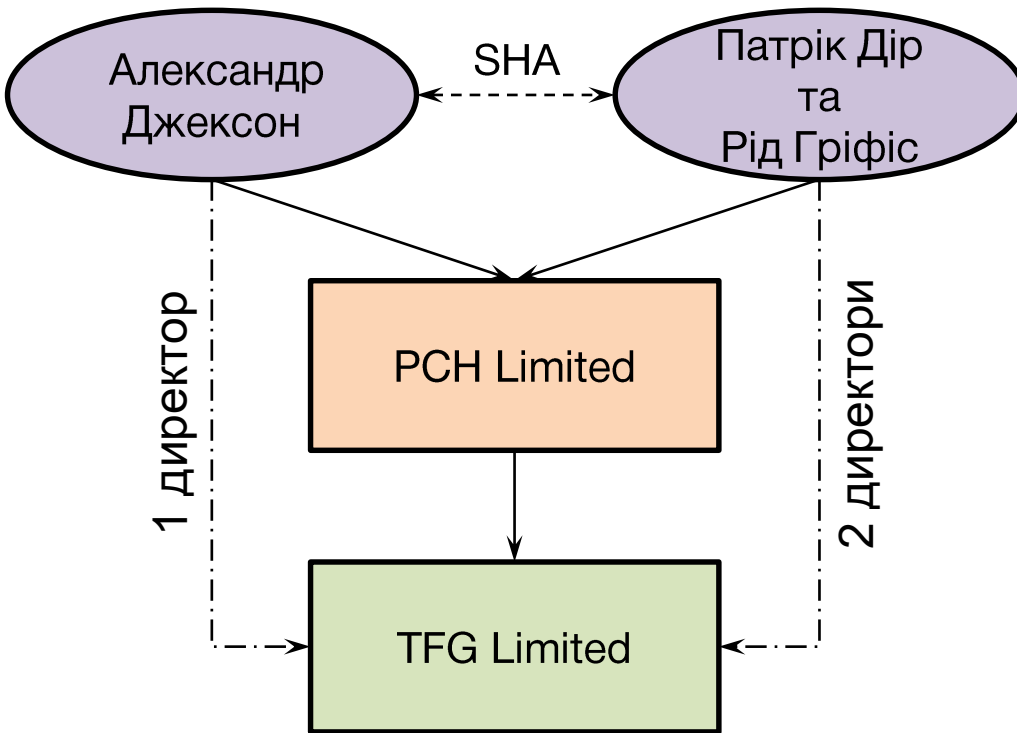 Александр
Джексон
SHA
Патрік Дір
та
Рід Гріфіс
1 директор
PCH Limited
2 директори
TFG Limited